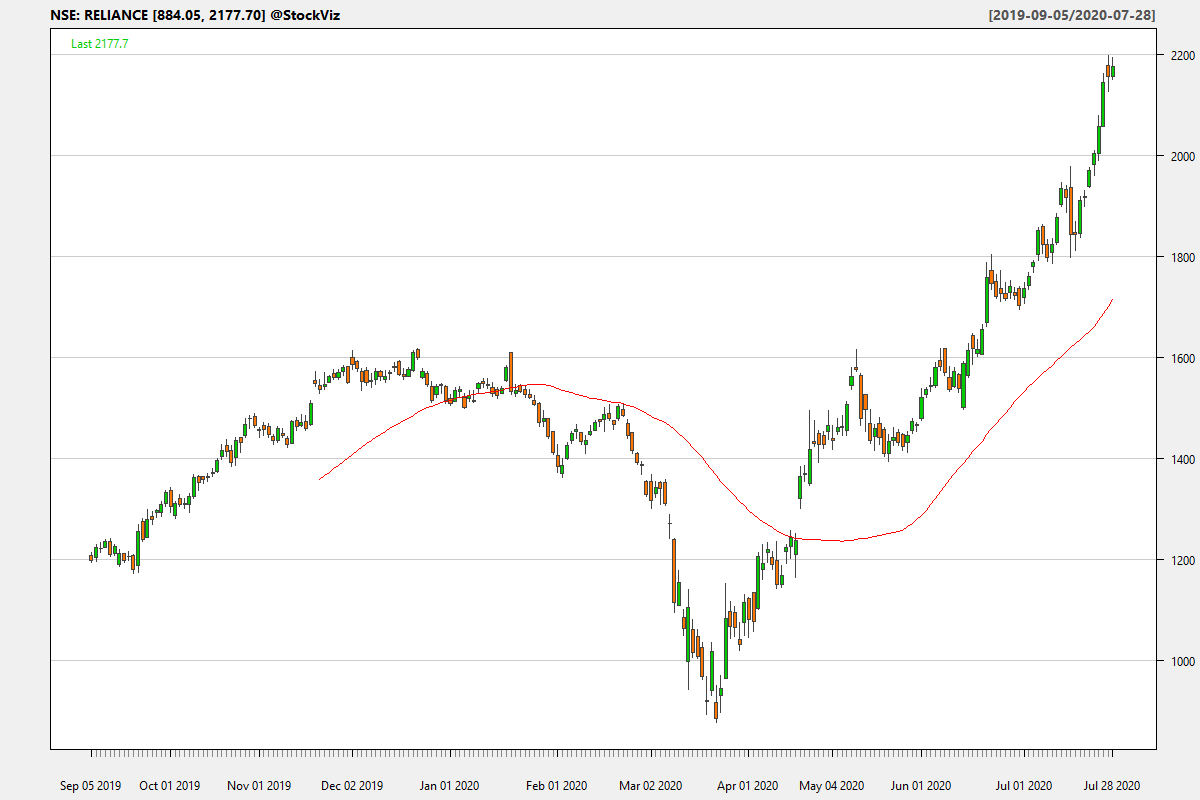 NSE: RELIANCE [884.05, 2177.70] @StockViz
[2019-09-05/2020-07-28]
Last 2177.7
2200
2000
1800
1600
1400
1200
1000
Sep 05 2019 Oct 01 2019 Nov 01 2019 Dec 02 2019 Jan 01 2020 Feb 01 2020 Mar 02 2020 Apr 01 2020 May 04 2020 Jun 01 2020 Jul 01 2020 Jul 28 2020